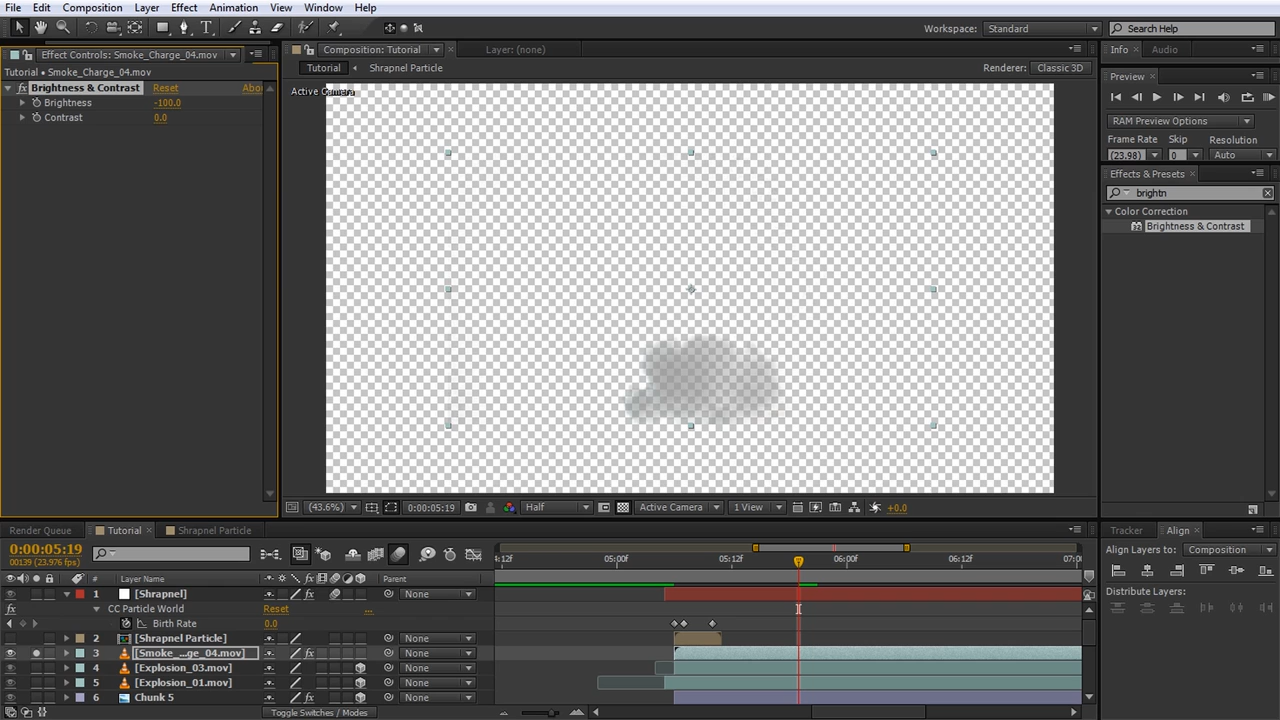 File Edit Composition Layer Effect Animation View Window Help
Workspace: Standard Search Help
Effect Controls: Smoke_Charge_04.mov
Composition: Tutorial Layer: (none)
Info Audio
Tutorial • Smoke_Charge_04.mov
Tutorial Shrapnel Particle
Renderer: Classic 3D
Preview
fx Brightness & Contrast Reset Abo
Active Camera
Brightness -100.0
Contrast 0.0
RAM Preview Options
Frame Rate Skip Resolution
(23.98) 0 Auto
Effects & Presets
brightn
Color Correction
Brightness & Contrast
(43.6%) 0:00:05:19 Half Active Camera 1 View +0.0
Render Queue Tutorial Shrapnel Particle
Tracker Align
0:00:05:19
00139 (23.976 fps)
Align Layers to: Composition
:12f 05:00f 05:12f 06:00f 06:12f 07:0
# Layer Name Parent
1 [Shrapnel] None
fx CC Particle World Reset ...
Birth Rate 0.0
2 [Shrapnel Particle] None
3 [Smoke_...ge_04.mov] None
4 [Explosion_03.mov] None
5 [Explosion_01.mov] None
6 Chunk 5 fx None
Distribute Layers:
Toggle Switches / Modes